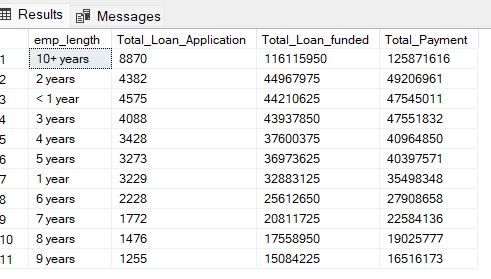 Results Messages
emp_length Total_Loan_Application Total_Loan_funded Total_Payment
1 10+ years 8870 116115950 125871616
2 2 years 4382 44967975 49206961
3 < 1 year 4575 44210625 47545011
4 3 years 4088 43937850 47551832
5 4 years 3428 37600375 40964850
6 5 years 3273 36973625 40397571
7 1 year 3229 32883125 35498348
8 6 years 2228 25612650 27908658
9 7 years 1772 20811725 22584136
10 8 years 1476 17558950 19025777
11 9 years 1255 15084225 16516173